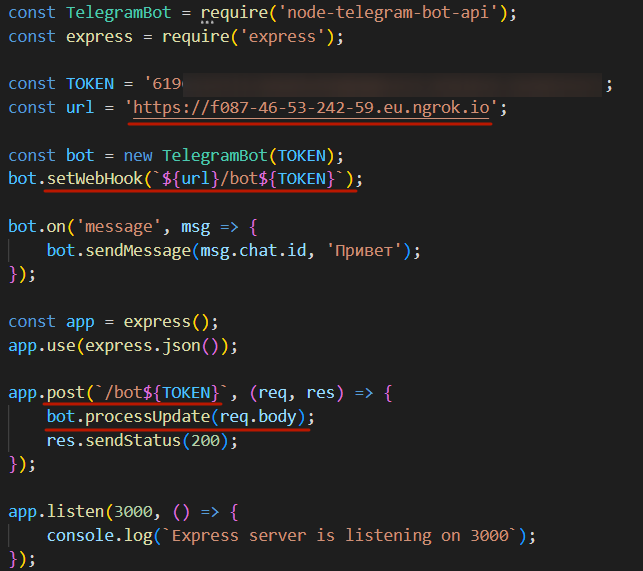 const TelegramBot = require('node-telegram-bot-api');
const express = require('express');
const TOKEN = '619 ;
const url = 'https://f087-46-53-242-59.eu.ngrok.io';
const bot = new TelegramBot(TOKEN);
bot.setWebHook(`${url}/bot${TOKEN}`);
bot.on('message', msg => {
bot.sendMessage(msg.chat.id, 'Привет');
});
const app = express();
app.use(express.json());
app.post(`/bot${TOKEN}`, (req, res) => {
bot.processUpdate(req.body);
res.sendStatus(200);
});
app.listen(3000, () => {
console.log(`Express server is listening on 3000`);
});